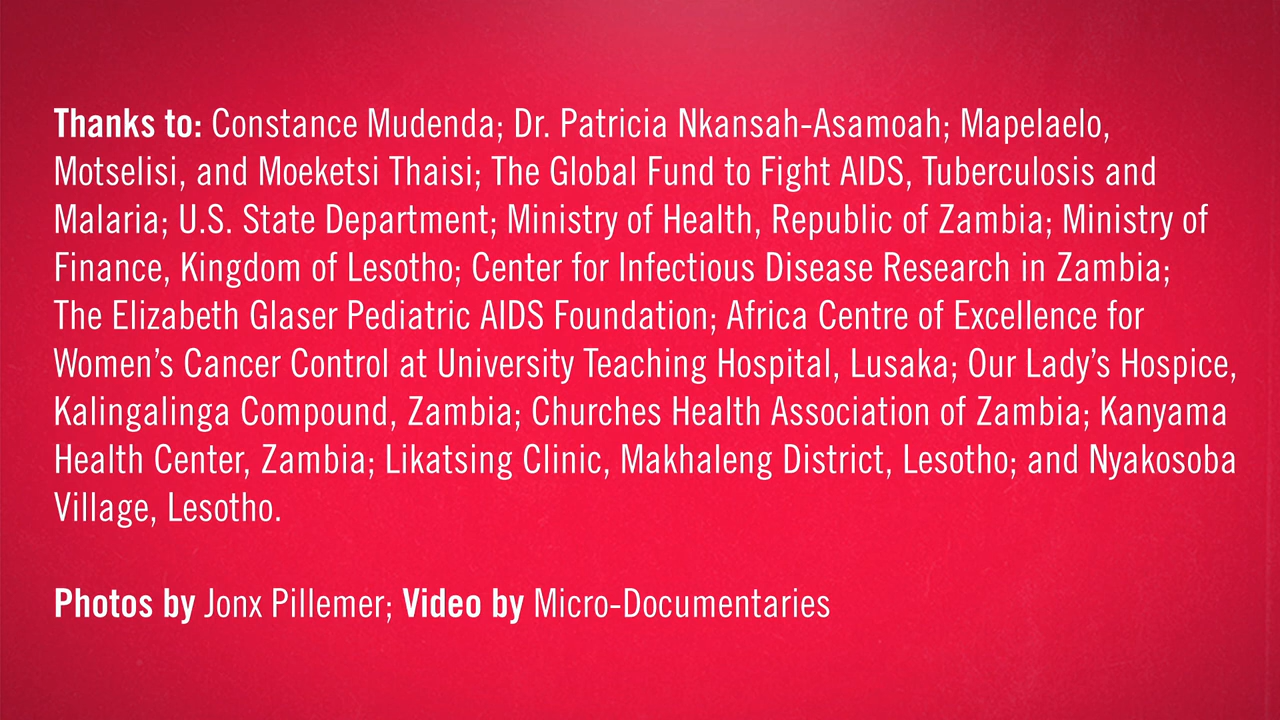 Thanks to: Constance Mudenda; Dr. Patricia Nkansah-Asamoah; Mapelaelo,
Motselisi, and Moeketsi Thaisi; The Global Fund to Fight AIDS, Tuberculosis and
Malaria; U.S. State Department; Ministry of Health, Republic of Zambia; Ministry of
Finance, Kingdom of Lesotho; Center for Infectious Disease Research in Zambia;
The Elizabeth Glaser Pediatric AIDS Foundation; Africa Centre of Excellence for
Women’s Cancer Control at University Teaching Hospital, Lusaka; Our Lady’s Hospice,
Kalingalinga Compound, Zambia; Churches Health Association of Zambia; Kanyama
Health Center, Zambia; Likatsing Clinic, Makhaleng District, Lesotho; and Nyakosoba
Village, Lesotho.
Photos by Jonx Pillemer; Video by Micro-Documentaries